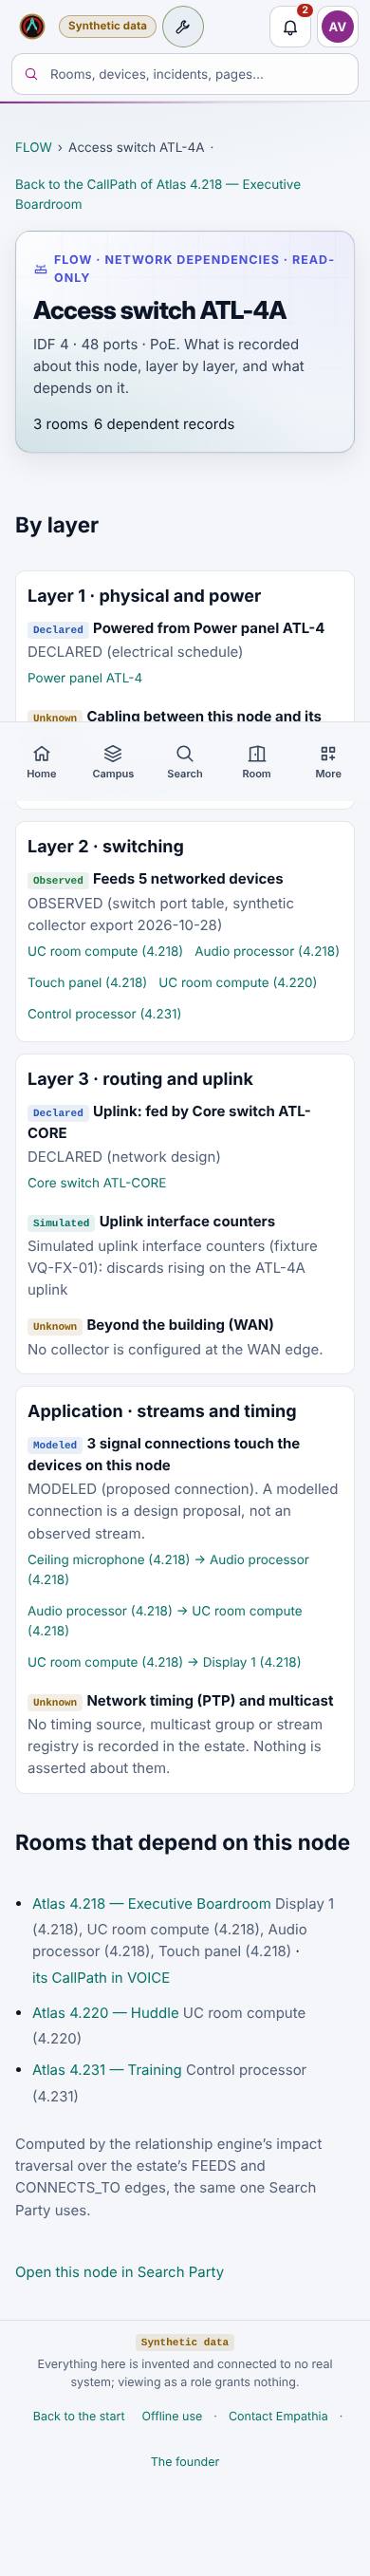 Synthetic data
2
AV
Rooms, devices, incidents, pages...
FLOW › Access switch ATL-4A ·
Back to the CallPath of Atlas 4.218 — Executive
Boardroom
FLOW · NETWORK DEPENDENCIES · READ-
ONLY
Access switch ATL-4A
IDF 4 · 48 ports · PoE. What is recorded
about this node, layer by layer, and what
depends on it.
3 rooms 6 dependent records
By layer
Layer 1 · physical and power
Declared Powered from Power panel ATL-4
DECLARED (electrical schedule)
Power panel ATL-4
Unknown Cabling between this node and its
Home Campus Search Room More
Layer 2 · switching
Observed Feeds 5 networked devices
OBSERVED (switch port table, synthetic
collector export 2026-10-28)
UC room compute (4.218) Audio processor (4.218)
Touch panel (4.218) UC room compute (4.220)
Control processor (4.231)
Layer 3 · routing and uplink
Declared Uplink: fed by Core switch ATL-
CORE
DECLARED (network design)
Core switch ATL-CORE
Simulated Uplink interface counters
Simulated uplink interface counters (fixture
VQ-FX-01): discards rising on the ATL-4A
uplink
Unknown Beyond the building (WAN)
No collector is configured at the WAN edge.
Application · streams and timing
Modeled 3 signal connections touch the
devices on this node
MODELED (proposed connection). A modelled
connection is a design proposal, not an
observed stream.
Ceiling microphone (4.218) → Audio processor
(4.218)
Audio processor (4.218) → UC room compute
(4.218)
UC room compute (4.218) → Display 1 (4.218)
Unknown Network timing (PTP) and multicast
No timing source, multicast group or stream
registry is recorded in the estate. Nothing is
asserted about them.
Rooms that depend on this node
• Atlas 4.218 — Executive Boardroom Display 1
(4.218), UC room compute (4.218), Audio
processor (4.218), Touch panel (4.218) ·
its CallPath in VOICE
• Atlas 4.220 — Huddle UC room compute
(4.220)
• Atlas 4.231 — Training Control processor
(4.231)
Computed by the relationship engine’s impact
traversal over the estate’s FEEDS and
CONNECTS_TO edges, the same one Search
Party uses.
Open this node in Search Party
Synthetic data
Everything here is invented and connected to no real
system; viewing as a role grants nothing.
Back to the start Offline use · Contact Empathia ·
The founder